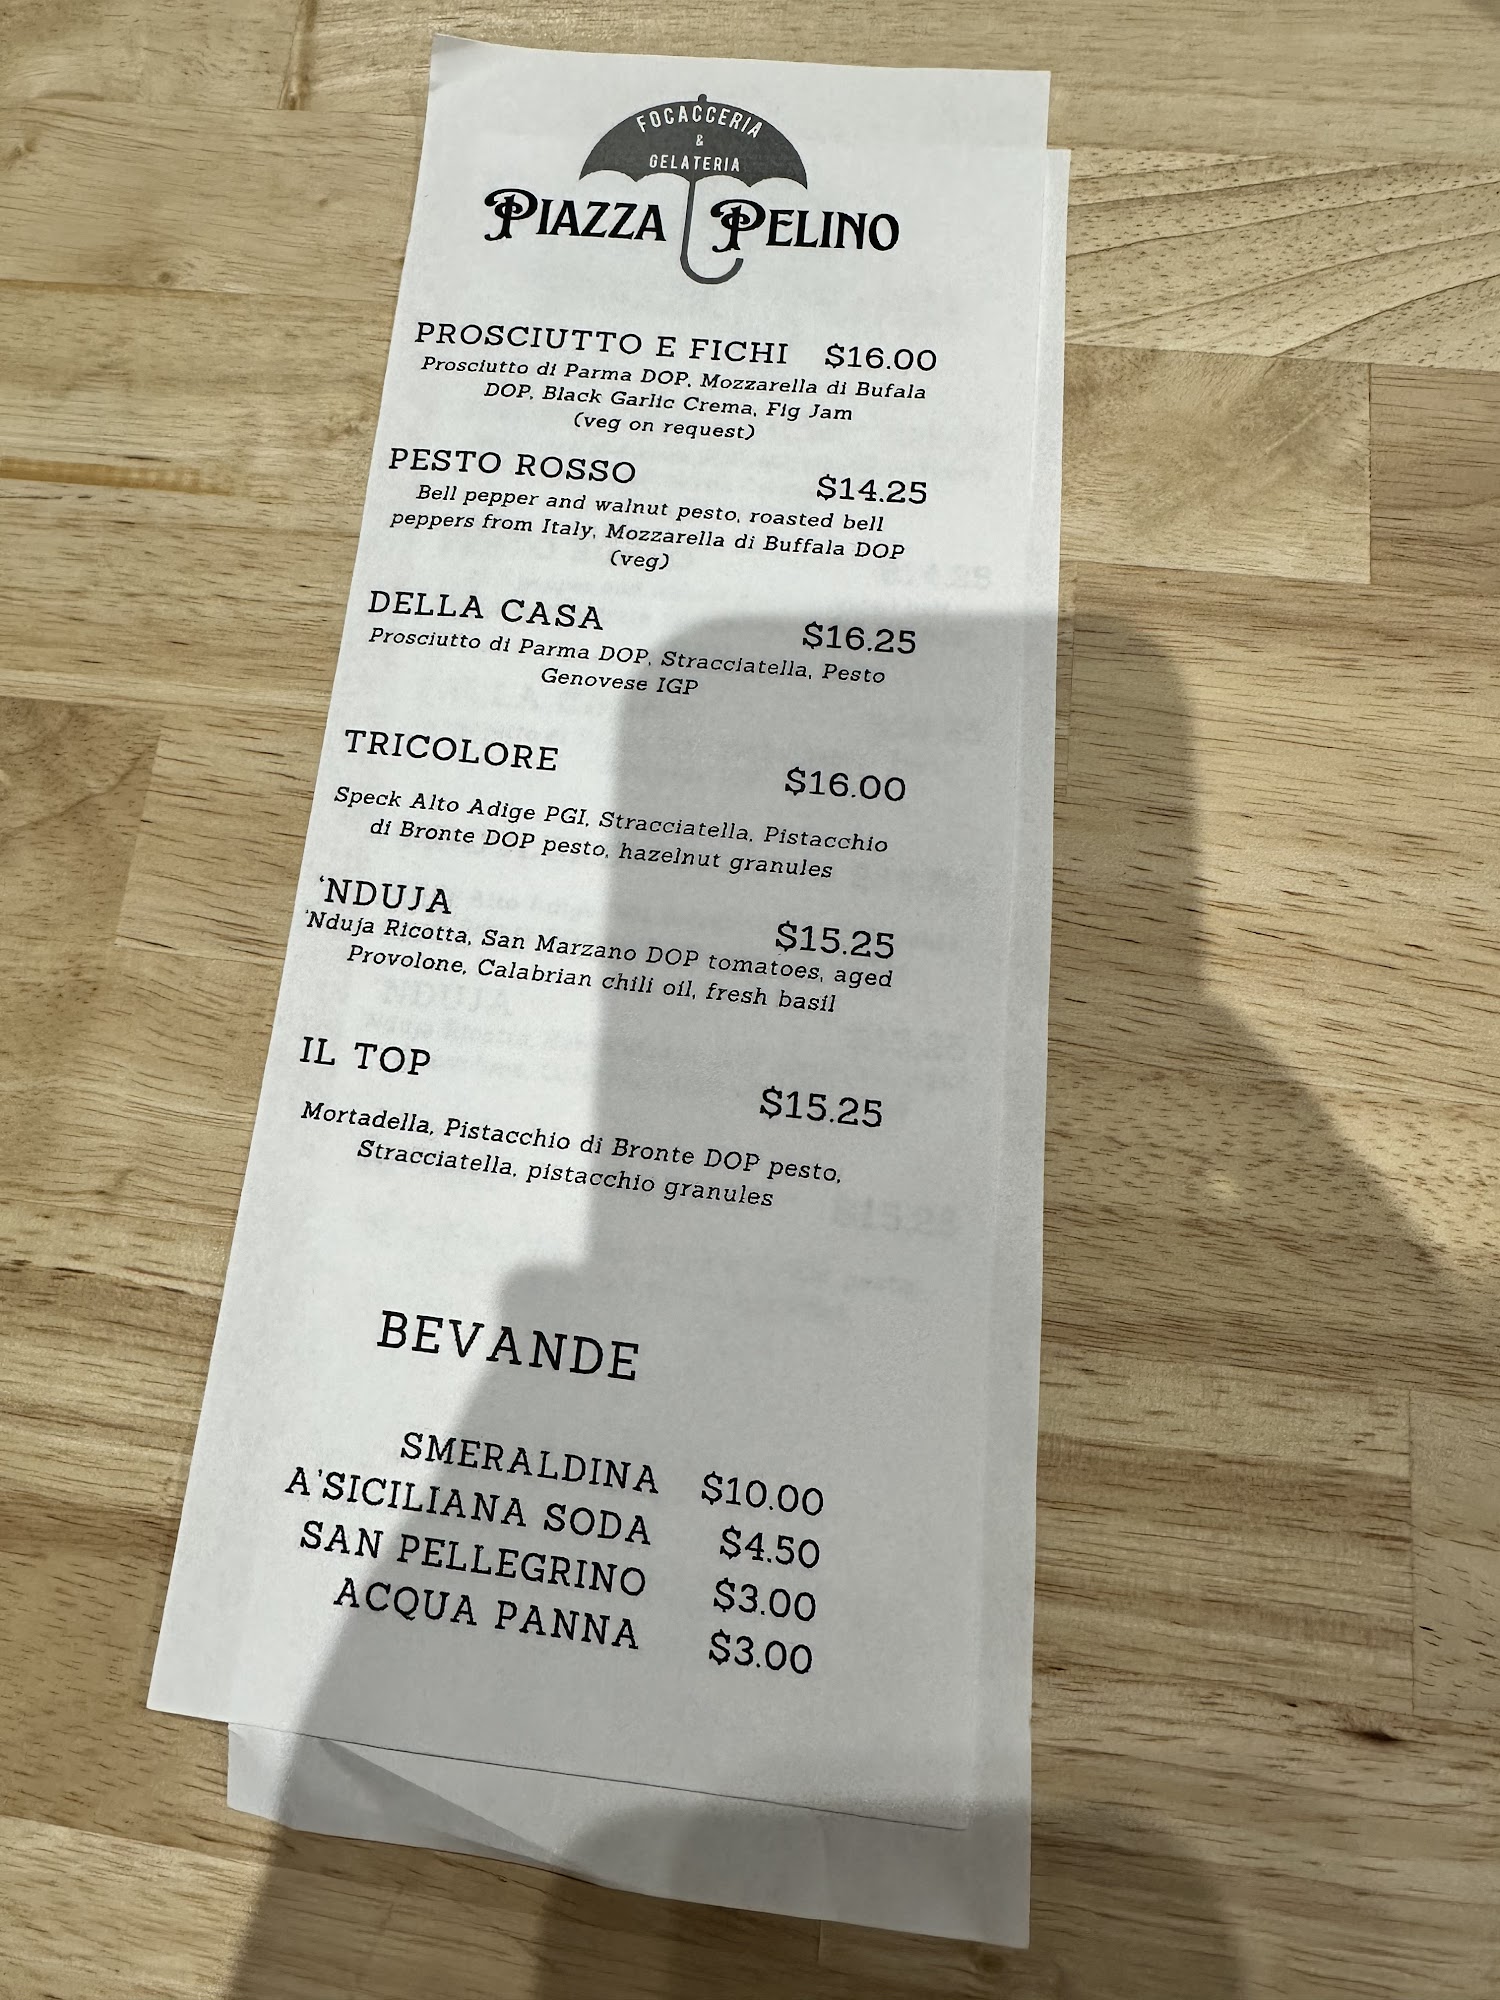 FOCACCERIA
&
GELATERIA
PIAZZA PELINO
PROSCIUTTO E FICHI $16.00
Prosciutto di Parma DOP, Mozzarella di Bufala
DOP, Black Garlic Crema, Fig Jam
(veg on request)
PESTO ROSSO $14.25
Bell pepper and walnut pesto, roasted bell
peppers from Italy, Mozzarella di Buffala DOP
(veg)
DELLA CASA $16.25
Prosciutto di Parma DOP, Stracciatella, Pesto
Genovese IGP
TRICOLORE $16.00
Speck Alto Adige PGI, Stracciatella, Pistacchio
di Bronte DOP pesto, hazelnut granules
‘NDUJA $15.25
'Nduja Ricotta, San Marzano DOP tomatoes, aged
Provolone, Calabrian chili oil, fresh basil
IL TOP $15.25
Mortadella, Pistacchio di Bronte DOP pesto,
Stracciatella, pistacchio granules
BEVANDE
SMERALDINA $10.00
A'SICILIANA SODA $4.50
SAN PELLEGRINO $3.00
ACQUA PANNA $3.00